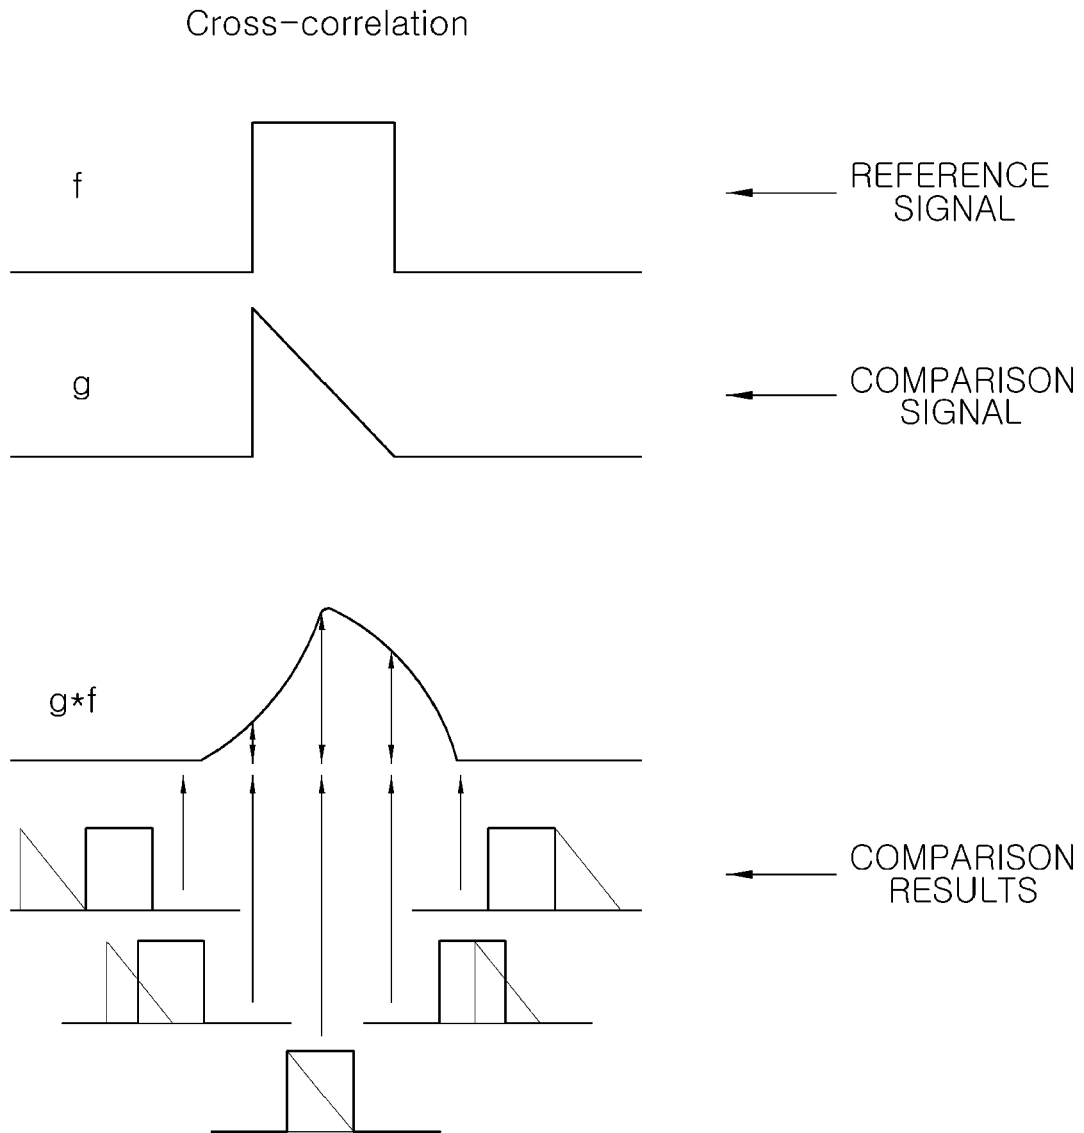 Cross-correlation
f
REFERENCE
SIGNAL
g
COMPARISON
SIGNAL
g*f
COMPARISON
RESULTS